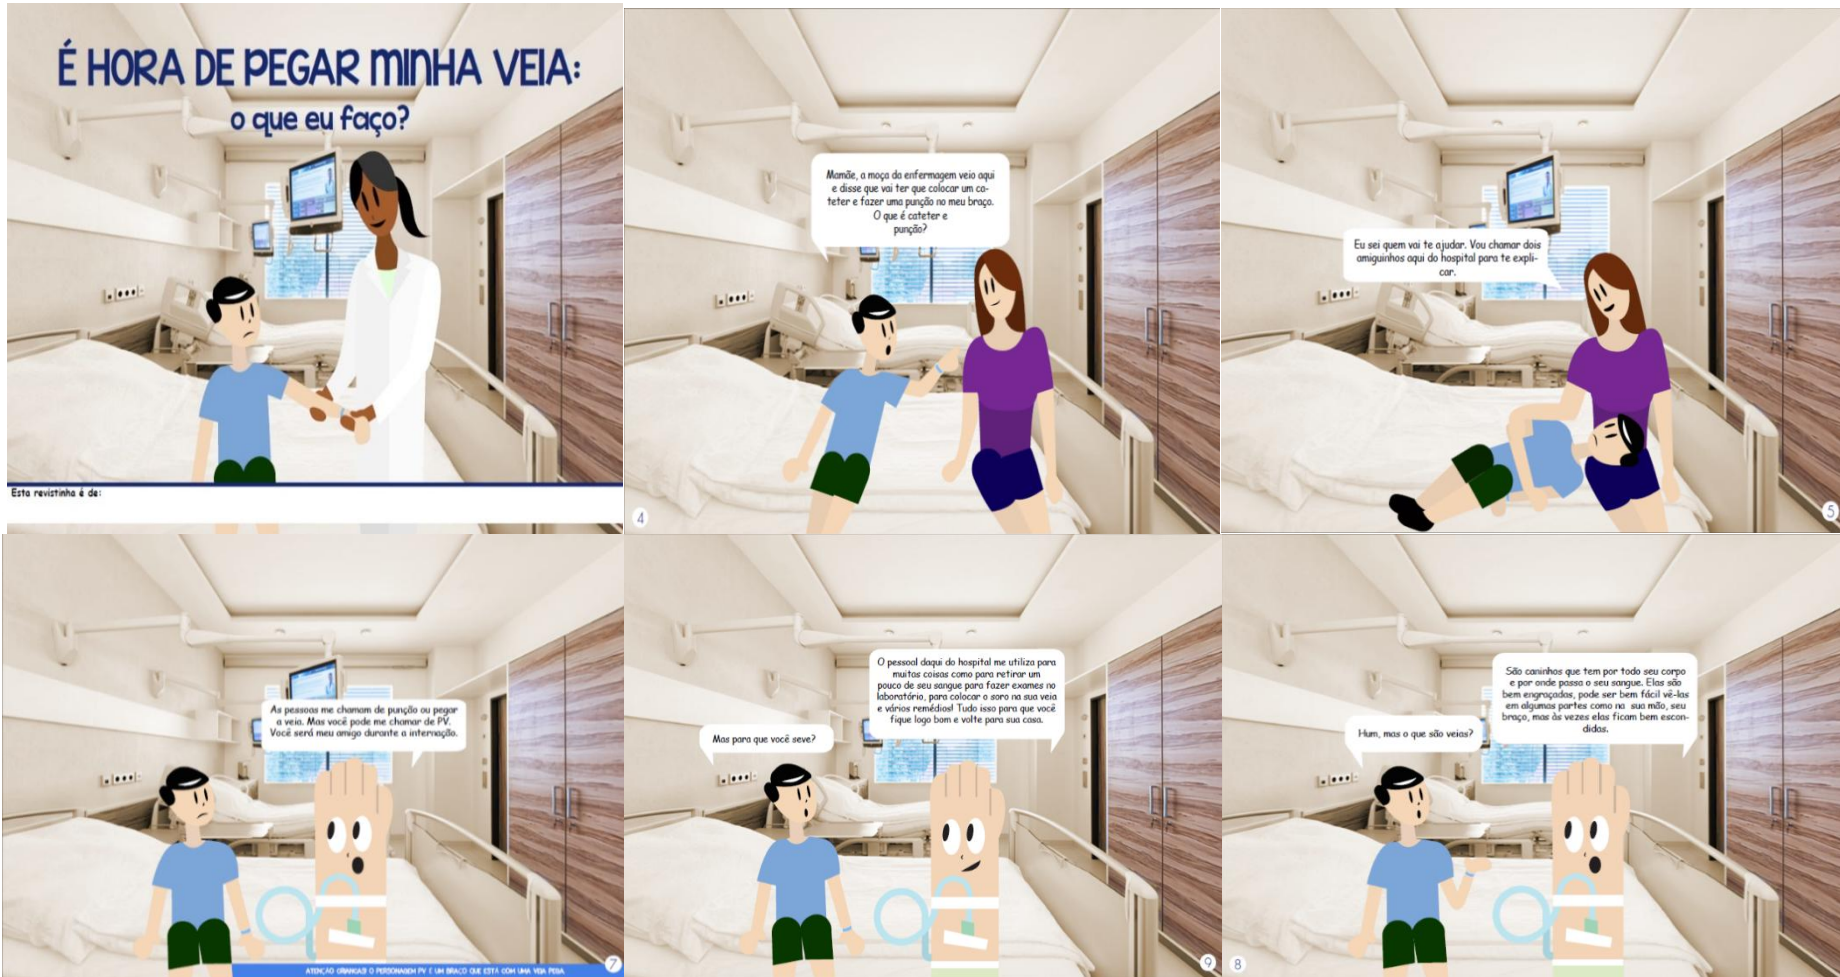 É HORA DE PEGAR MINHA VEIA:
o que eu faço?
Esta revistinha é de:
Mamãe, a moça da enfermagem veio aqui
e disse que vai ter que colocar um ca-
teter e fazer uma punção no meu braço.
O que é cateter e
punção?
4
Eu sei quem vai te ajudar. Vou chamar dois
amiguinhos aqui do hospital para te expli-
car.
5
As pessoas me chamam de punção ou pegar
a veia. Mas você pode me chamar de PV.
Você será meu amigo durante a internação.
ATENÇÃO CRIANÇAS! O PERSONAGEM PV É UM BRAÇO QUE ESTÁ COM UMA VEIA PEGA.
7
Mas para que você seve?
O pessoal daqui do hospital me utiliza para
muitas coisas como para retirar um
pouco de seu sangue para fazer exames no
laboratório, para colocar o soro na sua veia
e vários remédios! Tudo isso para que você
fique logo bom e volte para sua casa.
9
Hum, mas o que são veias?
São caninhos que tem por todo seu corpo
e por onde passa o seu sangue. Elas são
bem engraçadas, pode ser bem fácil vê-las
em algumas partes como na sua mão, seu
braço, mas às vezes elas ficam bem escon-
didas.
8